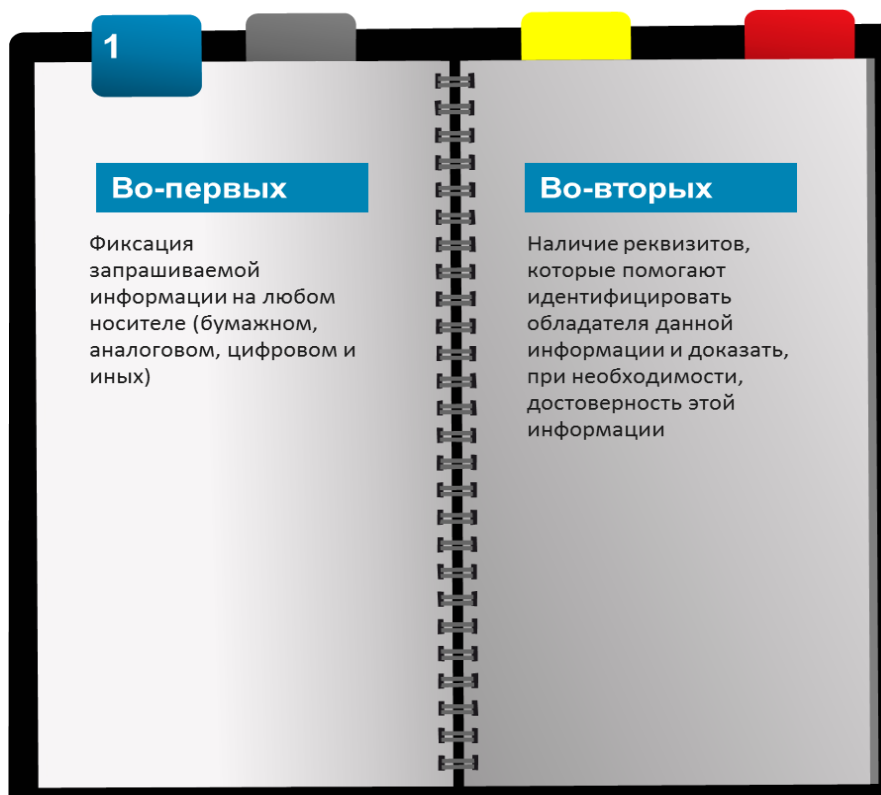 1
Во-первых
Фиксация
запрашиваемой
информации на любом
носителе (бумажном,
аналоговом, цифровом и
иных)
Во-вторых
Наличие реквизитов,
которые помогают
идентифицировать
обладателя данной
информации и доказать,
при необходимости,
достоверность этой
информации